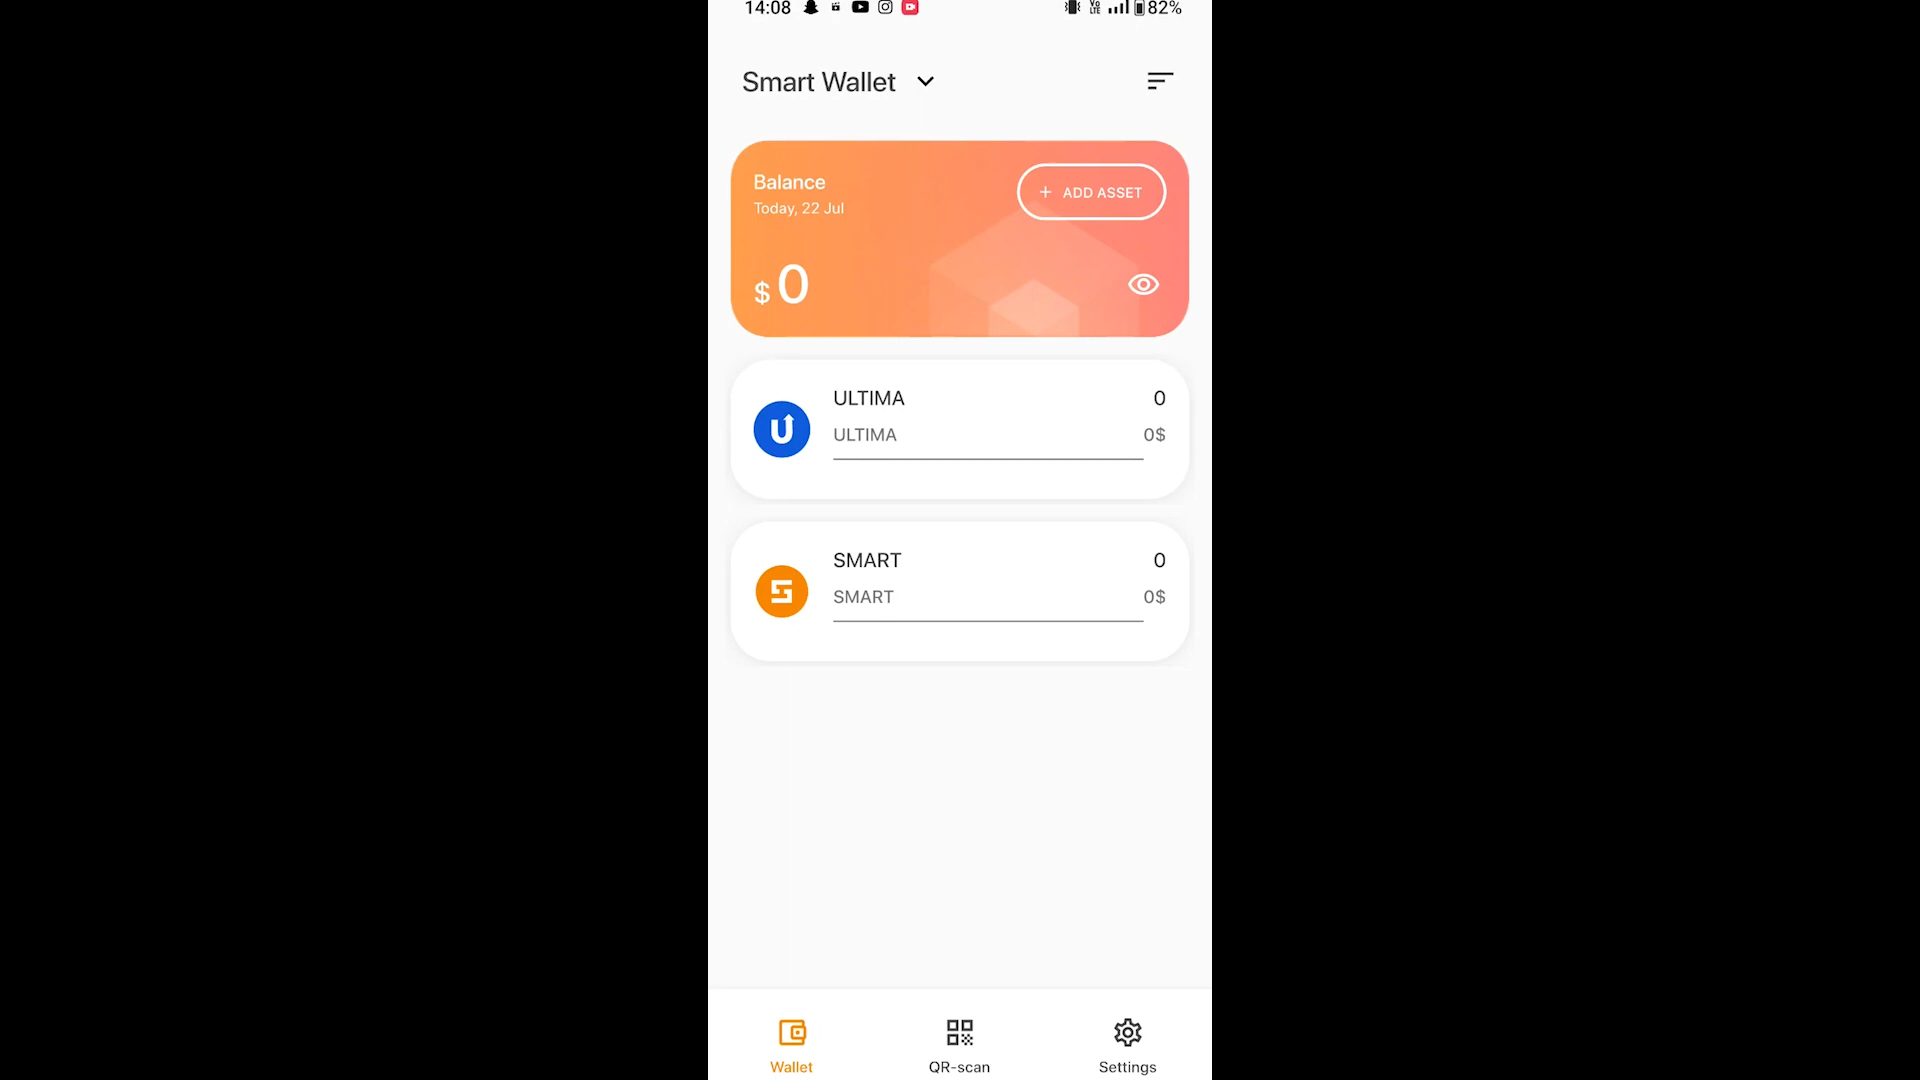 14:08 82%
Smart Wallet
Balance
+ ADD ASSET
Today, 22 Jul
$ 0
ULTIMA 0
ULTIMA 0$
SMART 0
SMART 0$
Wallet QR-scan Settings